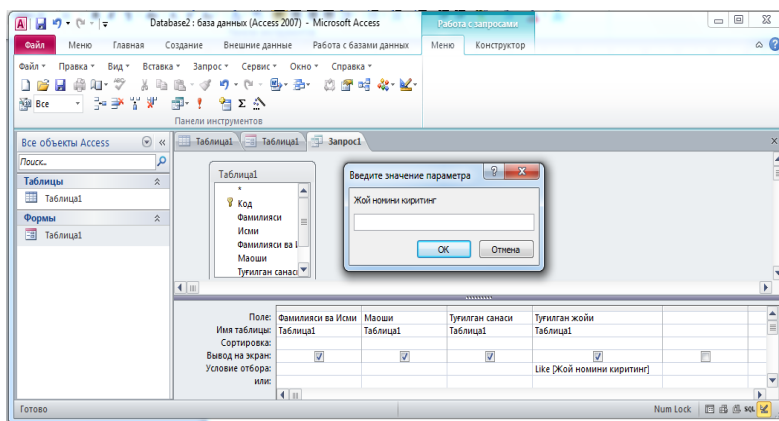 Database2 : база данных (Access 2007) - Microsoft Access
Работа с запросами
Файл Меню Главная Создание Внешние данные Работа с базами данных Меню Конструктор
Файл Правка Вид Вставка Запрос Сервис Окно Справка
Все
Панели инструментов
Все объекты Access
Таблица1 Таблица1 Запрос1
Поиск...
Таблицы
Таблица1
Формы
Таблица1
Таблица1
*
Код
Фамилияси
Исми
Фамилияси ва
Маоши
Туғилган санаси
Введите значение параметра
Жой номини киритинг
ОК Отмена
Поле: Фамилияси ва Исми Маоши Туғилган санаси Туғилган жойи
Имя таблицы: Таблица1 Таблица1 Таблица1 Таблица1
Сортировка:
Вывод на экран:
Условие отбора: Like [Жой номини киритинг]
или:
Готово Num Lock SQL